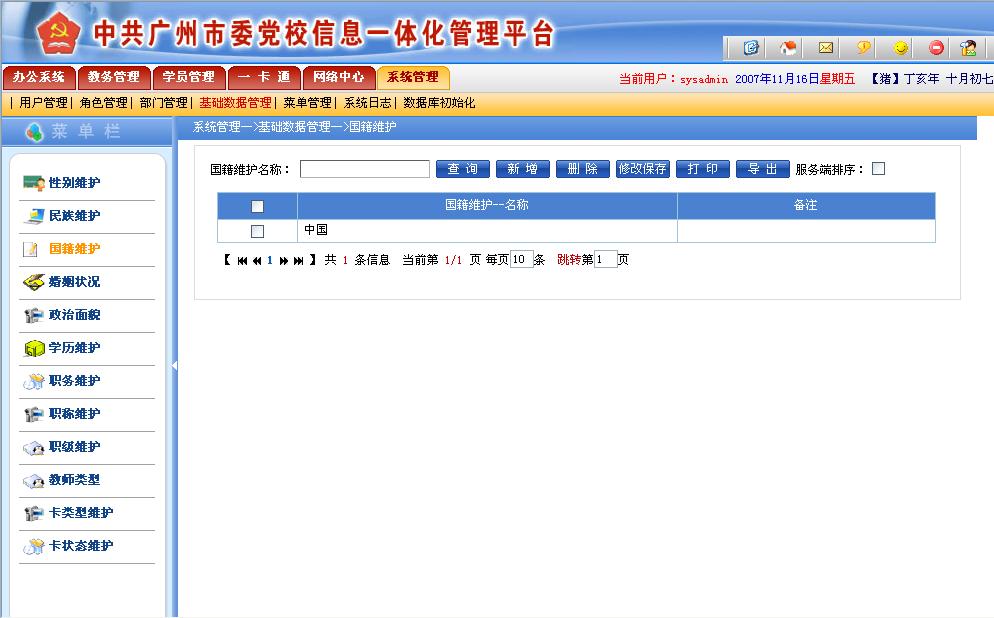 中共广州市委党校信息一体化管理平台
办公系统 教务管理 学员管理 一 卡 通 网络中心 系统管理
当前用户：sysadmin 2007年11月16日星期五 【猪】丁亥年 十月初七
| 用户管理| 角色管理| 部门管理| 基础数据管理| 菜单管理| 系统日志| 数据库初始化
菜 单 栏
系统管理-->基础数据管理-->国籍维护
性别维护
民族维护
国籍维护
婚姻状况
政治面貌
学历维护
职务维护
职称维护
职级维护
教师类型
卡类型维护
卡状态维护
国籍维护名称： 查 询 新 增 删 除 修改保存 打 印 导 出 服务端排序：
国籍维护--名称 备注
中国
【 1 】 共 1 条信息 当前第 1/1 页 每页10条 跳转第1页